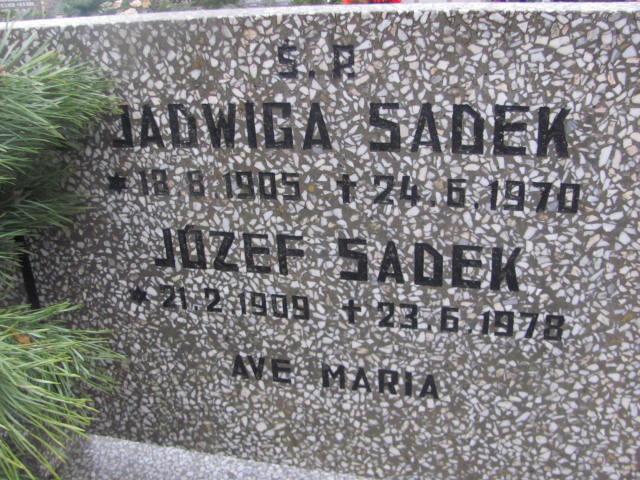 Ś. P.
JADWIGA SADEK
* 18.8.1905 † 24.6.1970
JÓZEF SADEK
* 21.2.1909 † 23.6.1978
AVE MARIA